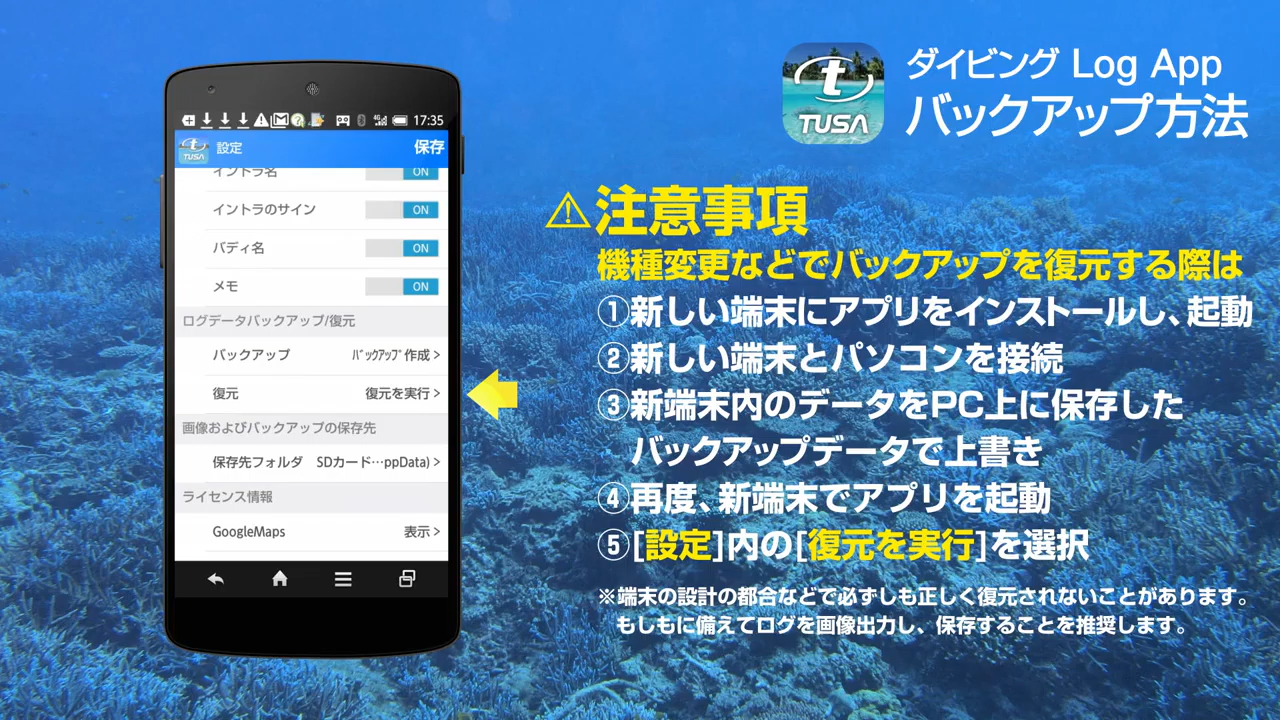 ダイビング Log App
バックアップ方法
TUSA
17:35
TUSA 設定 保存
イントラ名 ON
イントラのサイン ON
バディ名 ON
メモ ON
ログデータバックアップ/復元
バックアップ ﾊﾞｯｸｱｯﾌﾟ作成 >
復元 復元を実行 >
画像およびバックアップの保存先
保存先フォルダ SDカード…ppData) >
ライセンス情報
GoogleMaps 表示 >
⚠注意事項
機種変更などでバックアップを復元する際は
①新しい端末にアプリをインストールし、起動
②新しい端末とパソコンを接続
③新端末内のデータをPC上に保存した
バックアップデータで上書き
④再度、新端末でアプリを起動
⑤[設定]内の[復元を実行]を選択
※端末の設計の都合などで必ずしも正しく復元されないことがあります。
もしもに備えてログを画像出力し、保存することを推奨します。